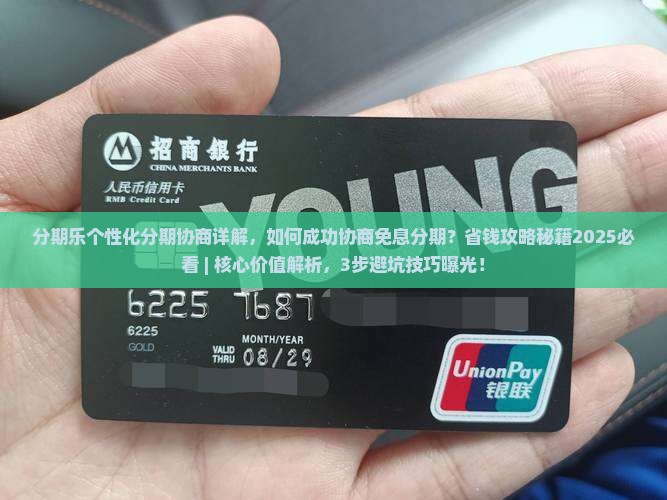 招商银行
CHINA MERCHANTS BANK
人民币信用卡
RMB Credit Card
YOUNG
分期乐个性化分期协商详解，如何成功协商免息分期？省钱攻略秘籍2025必
看 | 核心价值解析，3步避坑技巧曝光！
6225 7687
6225
GOLD
VALID THRU
MONTH/YEAR
08/29
UnionPay
银联